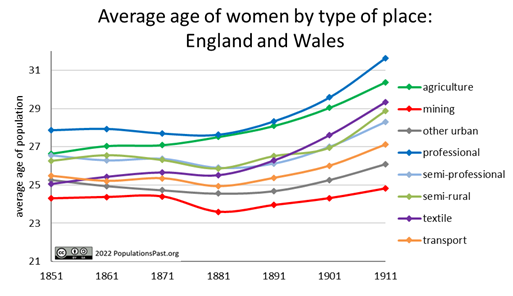 Average age of women by type of place:
England and Wales
average age of population
31
29
27
25
23
21
1851
1861
1871
1881
1891
1901
1911
agriculture
mining
other urban
professional
semi-professional
semi-rural
textile
transport
cc
2022 PopulationsPast.org